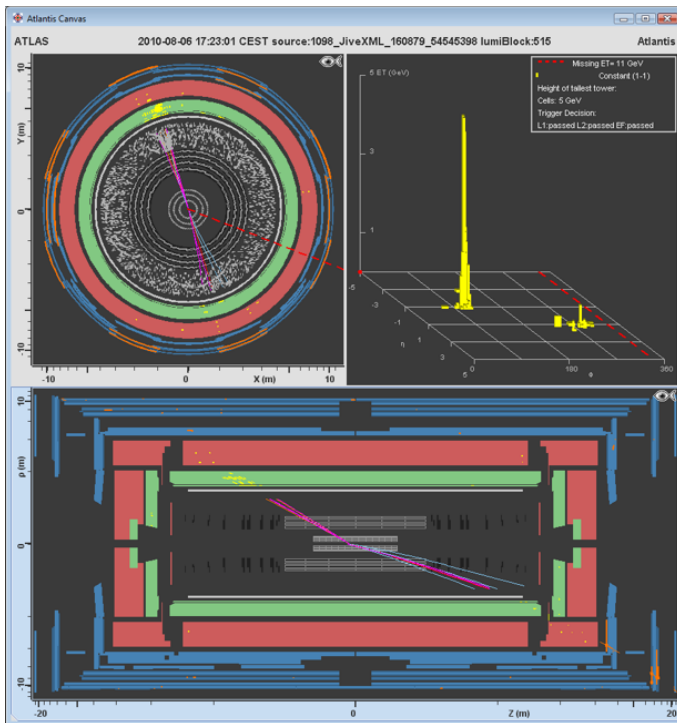 Atlantis Canvas
ATLAS 2010-08-06 17:23:01 CEST source:1098_JiveXML_160879_54545398 lumiBlock:515 Atlantis
Missing ET= 11 GeV
Constant (1-1)
Height of tallest tower:
Cells: 5 GeV
Trigger Decision:
L1:passed L2:passed EF:passed
5 ET (GeV)
3
1
-5
-3
-1
1
3
5
η
0
180
360
φ
10
Y (m)
0
-10
-10 0 10
X (m)
10
ρ (m)
0
-10
-20 0 Z (m) 20